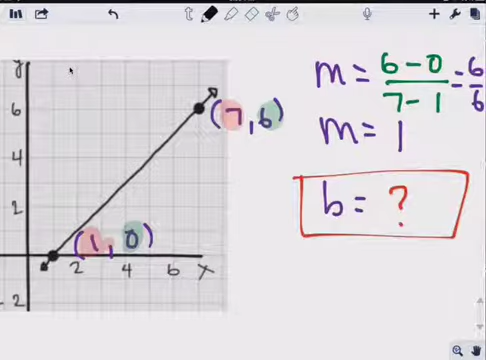 y
6
4
2
2
(7, 6)
(1, 0)
2 4 6 x
m = 6 - 0 / 7 - 1 = 6 / 6
m = 1
b = ?